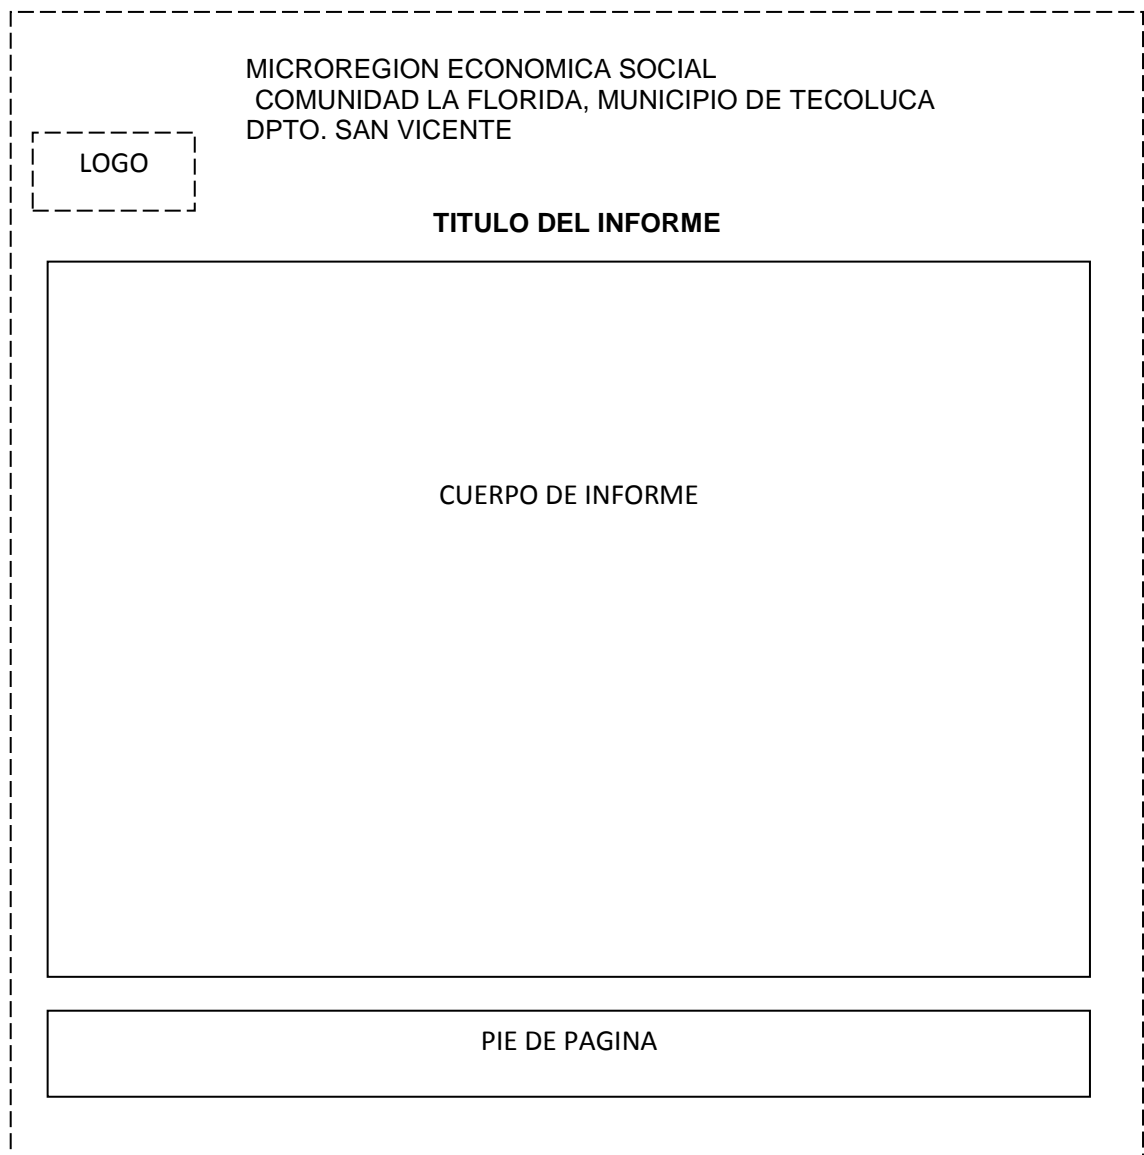 MICROREGION ECONOMICA SOCIAL
COMUNIDAD LA FLORIDA, MUNICIPIO DE TECOLUCA
DPTO. SAN VICENTE
LOGO
TITULO DEL INFORME
CUERPO DE INFORME
PIE DE PAGINA